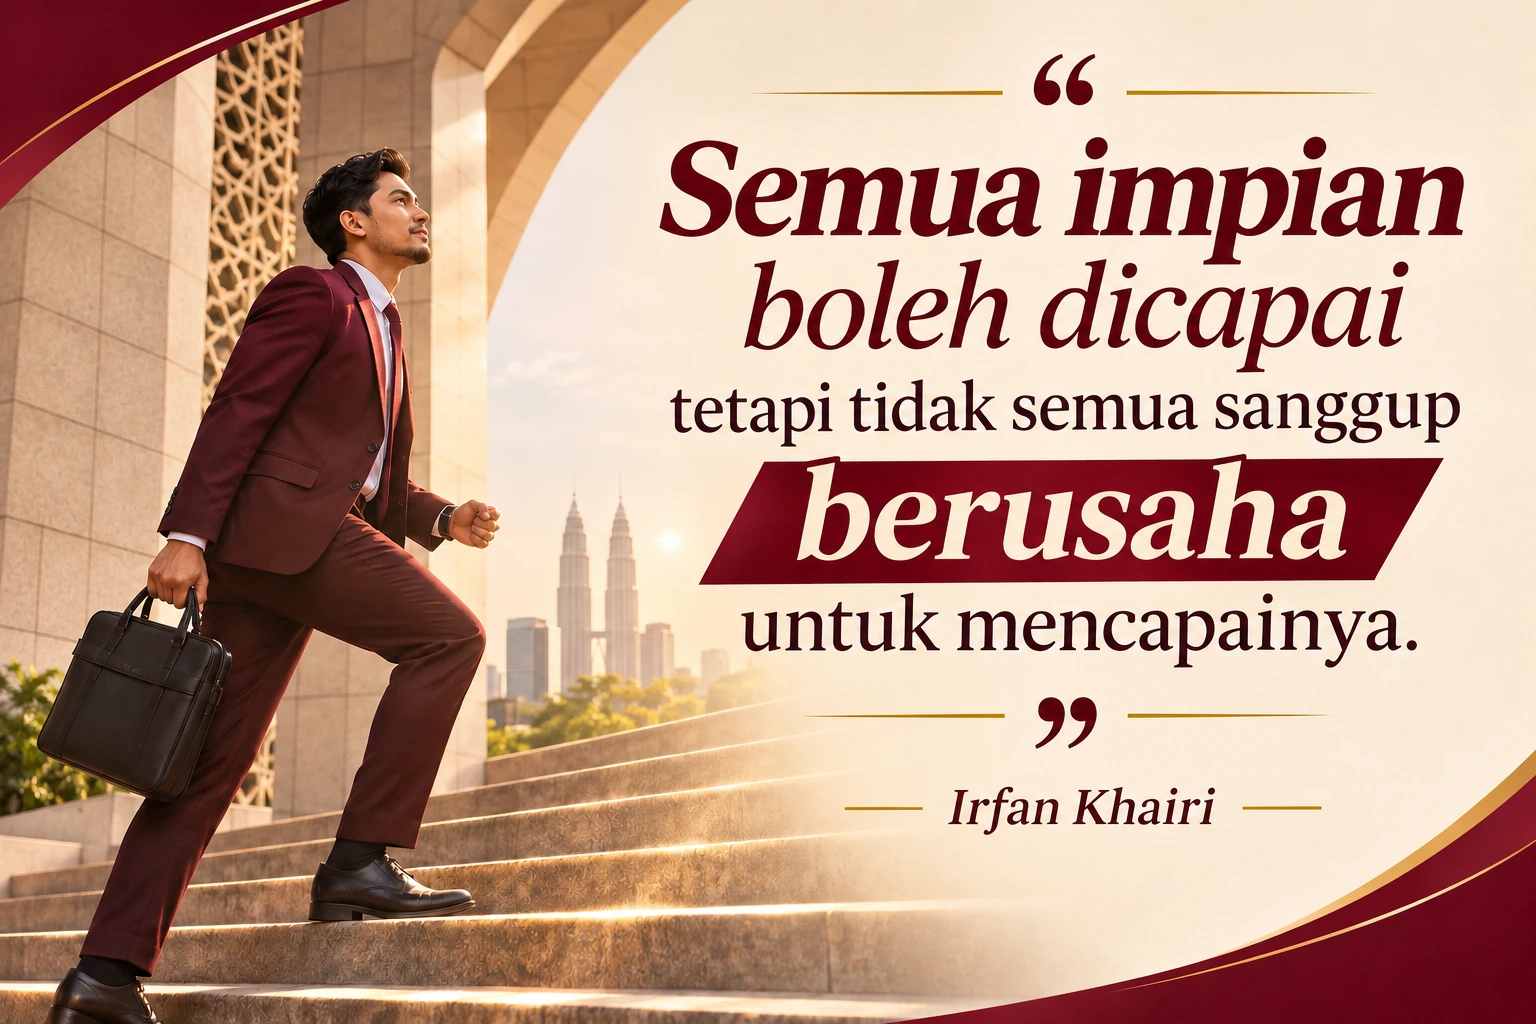 “
Semua impian
boleh dicapai
tetapi tidak semua sanggup
berusaha
untuk mencapainya.
”
Irfan Khairi